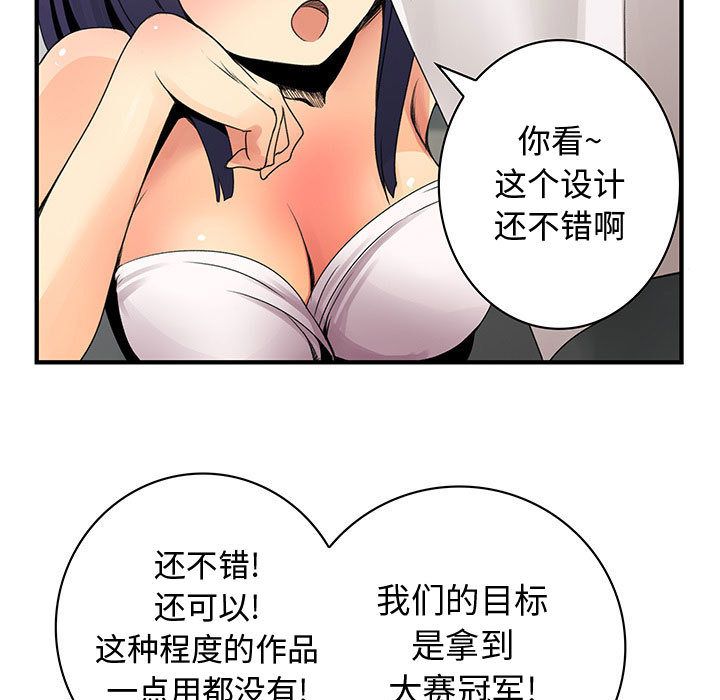 你看~
这个设计
还不错啊
还不错!
还可以!
这种程度的作品
一点用都没有!
我们的目标
是拿到
大赛冠军!